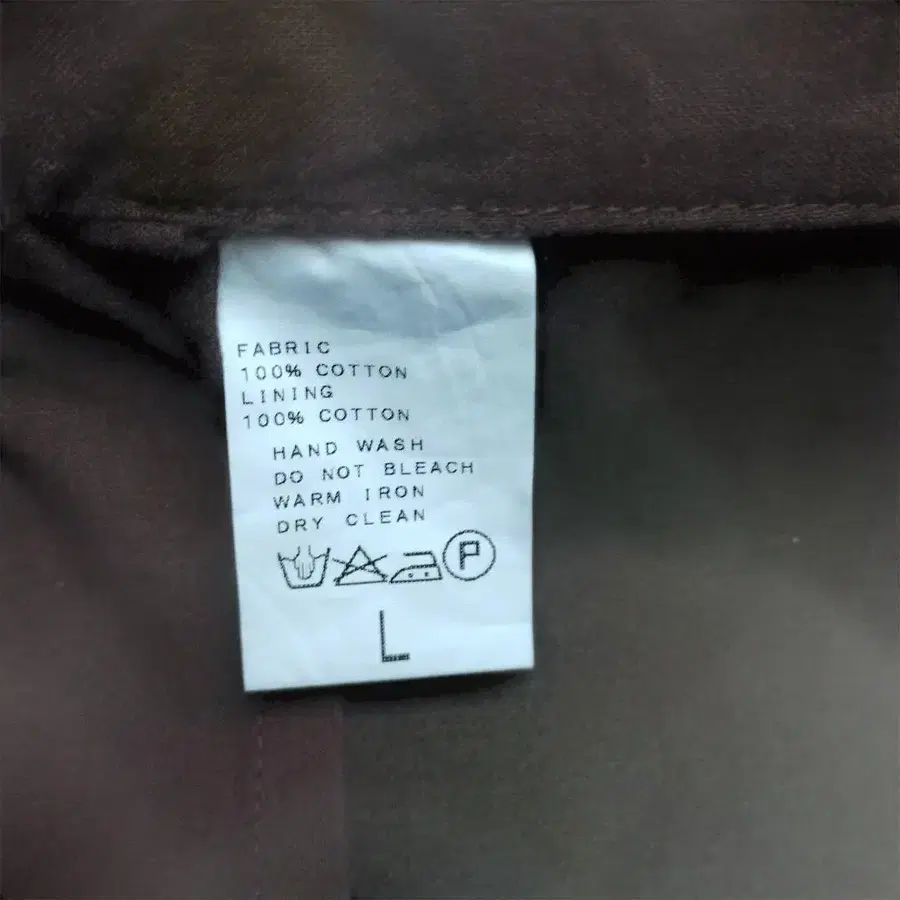 FABRIC
100% COTTON
LINING
100% COTTON
HAND WASH
DO NOT BLEACH
WARM IRON
DRY CLEAN
P
L